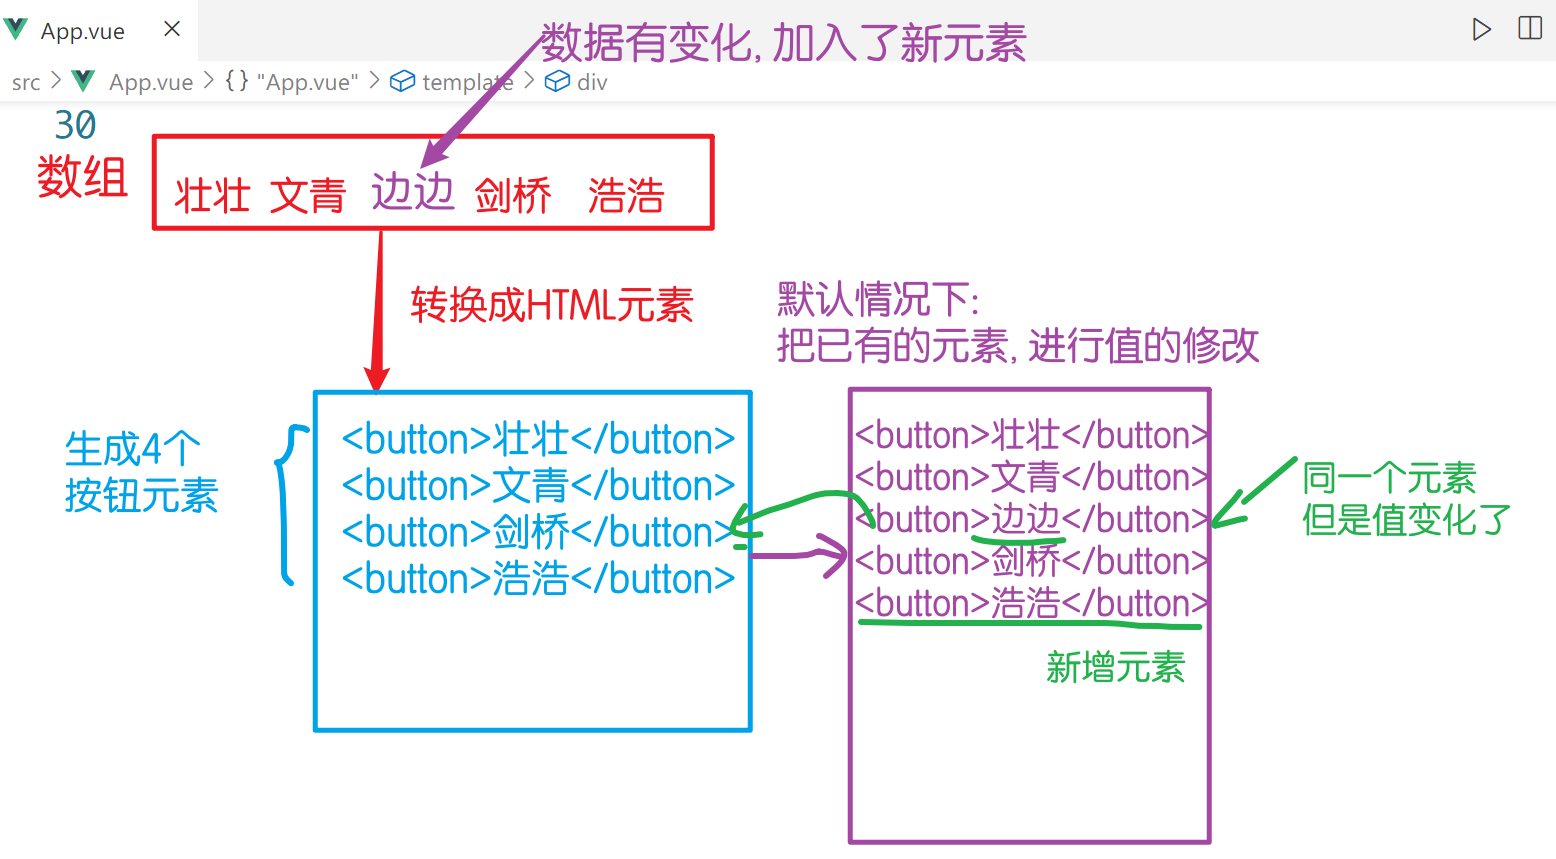 App.vue
数据有变化, 加入了新元素
src > App.vue > {} "App.vue" > template > div
30
数组
壮壮 文青 边边 剑桥 浩浩
转换成HTML元素
默认情况下:
把已有的元素, 进行值的修改
生成4个
按钮元素
<button>壮壮</button>
<button>文青</button>
<button>剑桥</button>
<button>浩浩</button>
<button>壮壮</button>
<button>文青</button>
<button>边边</button>
<button>剑桥</button>
<button>浩浩</button>
同一个元素
但是值变化了
新增元素